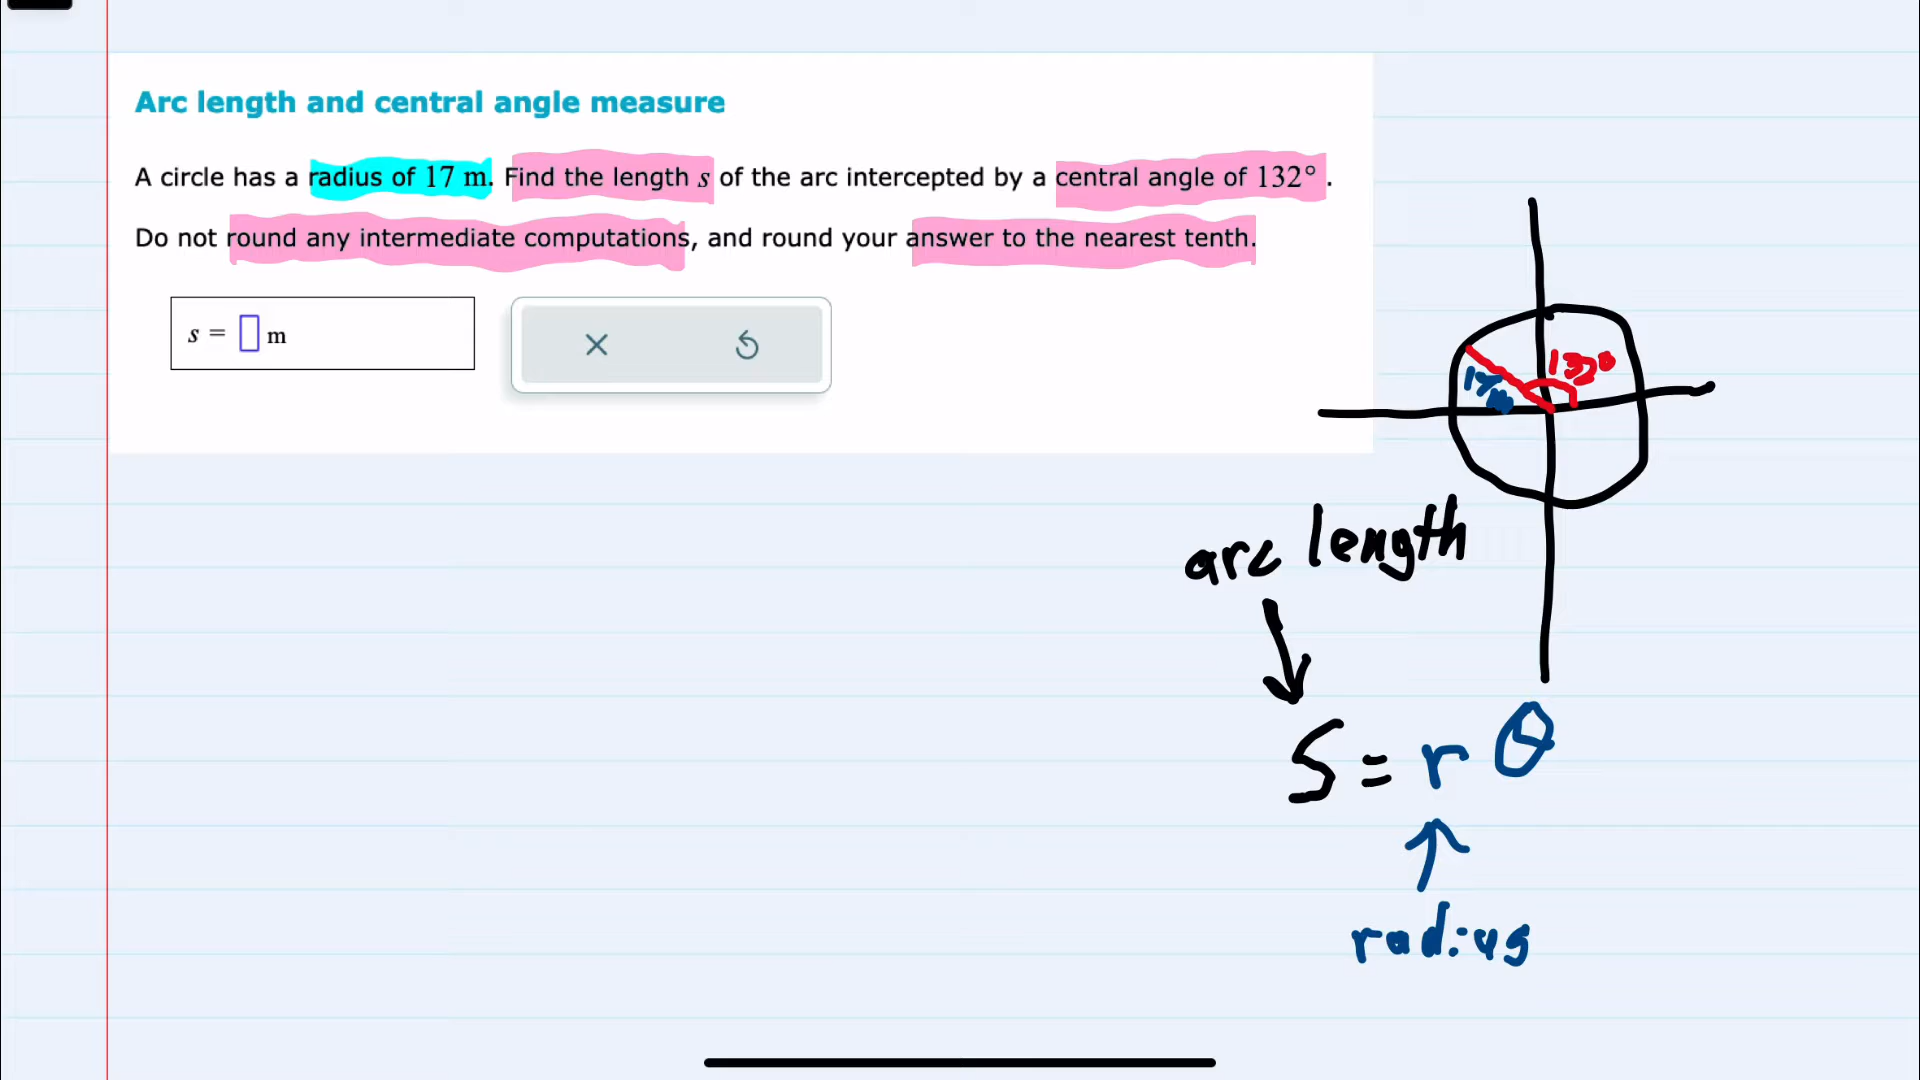 Arc length and central angle measure
A circle has a radius of 17 m. Find the length s of the arc intercepted by a central angle of 132°.
Do not round any intermediate computations, and round your answer to the nearest tenth.
s = m
132°
17m
arc length
S = r θ
radius